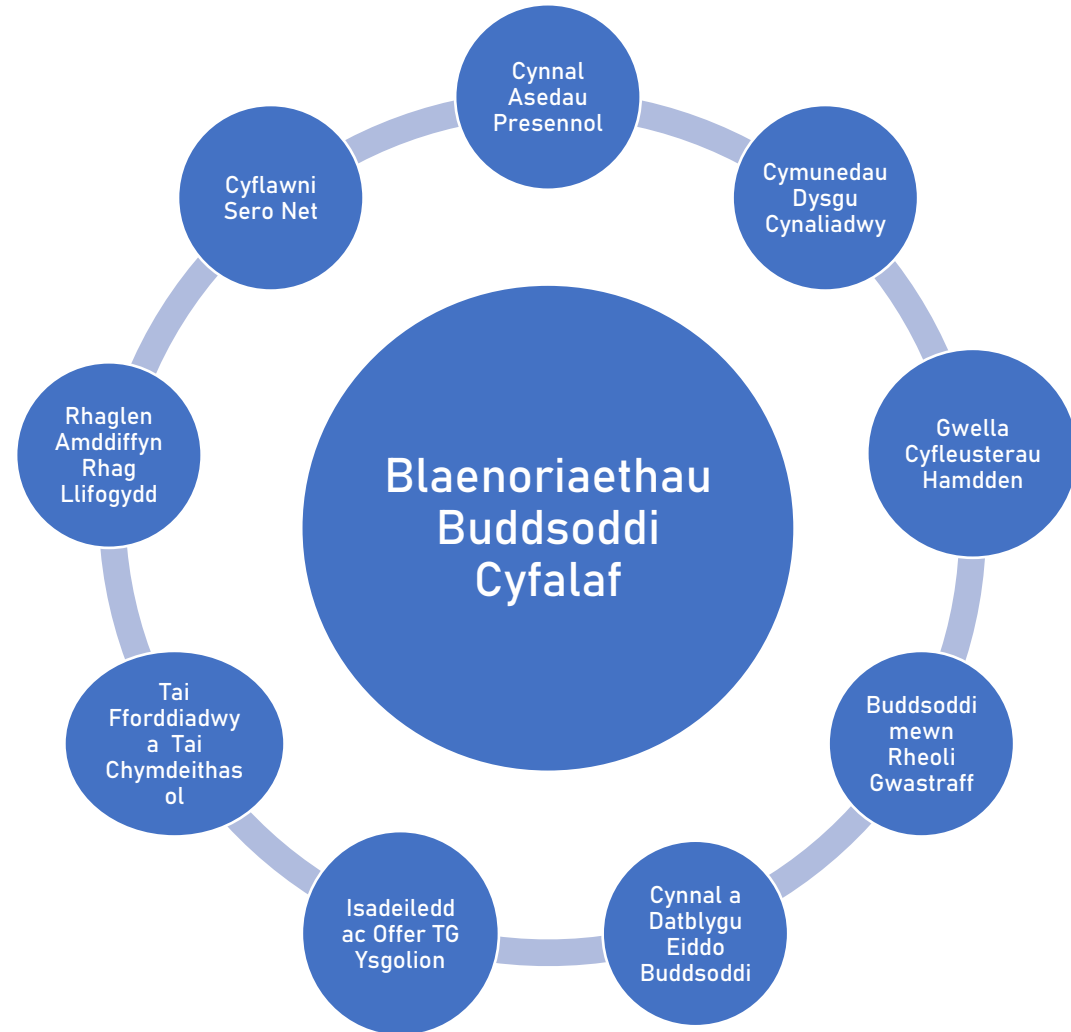 Cynnal
Asedau
Presennol
Cymunedau
Dysgu
Cynaliadwy
Gwella
Cyfleusterau
Hamdden
Buddsoddi
mewn
Rheoli
Gwastraff
Cynnal a
Datblygu
Eiddo
Buddsoddi
Isadeiledd
ac Offer TG
Ysgolion
Tai
Fforddiadwy
a Tai
Chymdeithas
ol
Rhaglen
Amddiffyn
Rhag
Llifogydd
Cyflawni
Sero Net
Blaenoriaethau
Buddsoddi
Cyfalaf